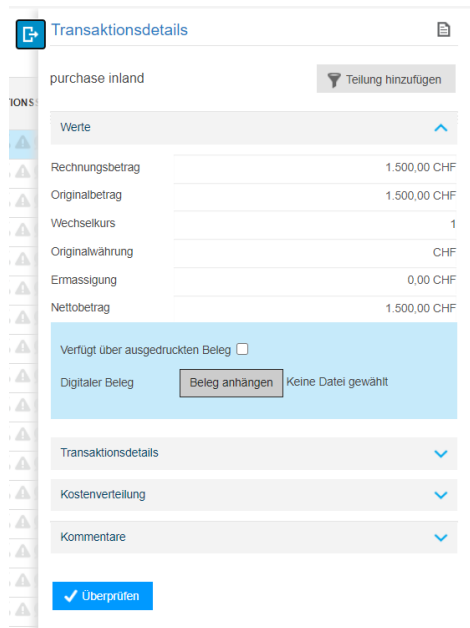 Transaktionsdetails
purchase inland
Teilung hinzufügen
IONS
Werte
Rechnungsbetrag 1.500,00 CHF
Originalbetrag 1.500,00 CHF
Wechselkurs 1
Originalwährung CHF
Ermassigung 0,00 CHF
Nettobetrag 1.500,00 CHF
Verfügt über ausgedruckten Beleg
Digitaler Beleg Beleg anhängen Keine Datei gewählt
Transaktionsdetails
Kostenverteilung
Kommentare
Überprüfen